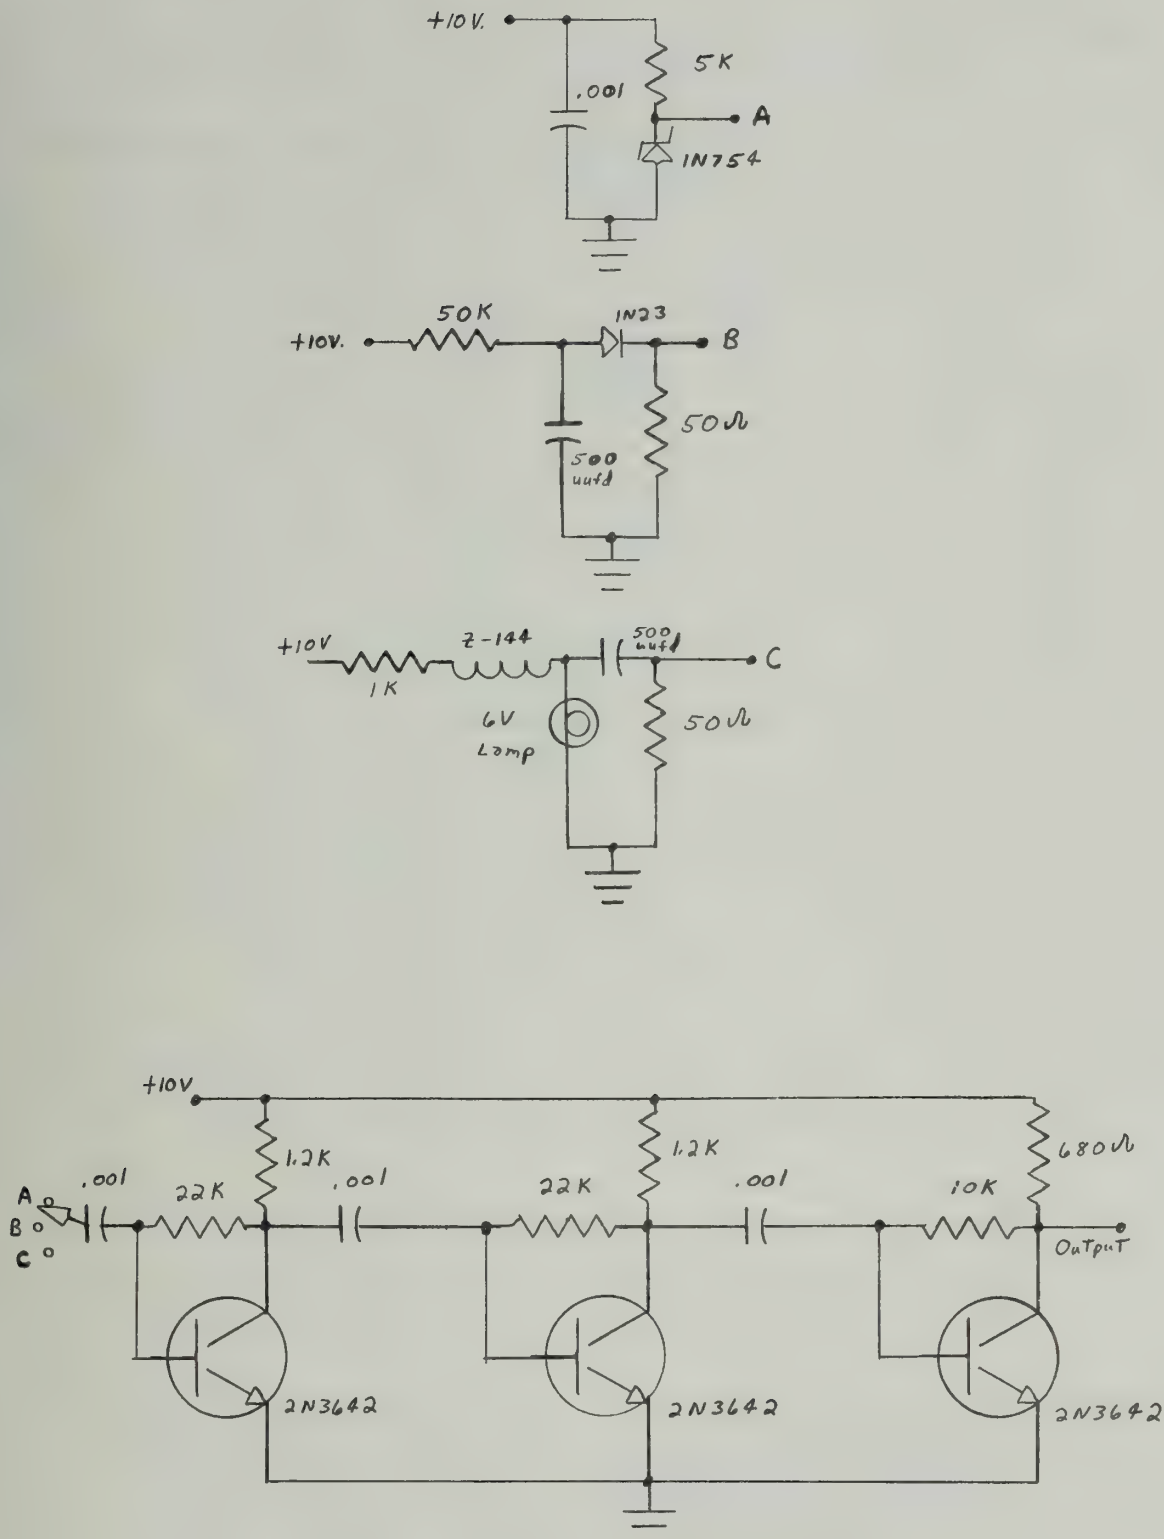 +10V.
5K
.001
A
1N754
50K
1N23
+10V.
B
50Ω
500
uufd
+10V
Z-144
500
uufd
C
1K
6V
Lamp
50Ω
+10V
1.2K
1.2K
680Ω
.001
22K
.001
22K
.001
10K
A
B
C
Output
2N3642
2N3642
2N3642